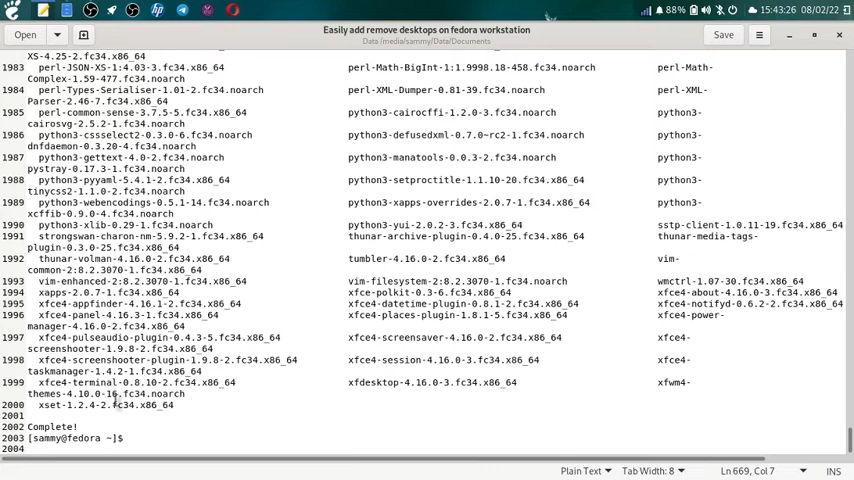 88%
15:43:26
08/02/22
Open
Easily add remove desktops on fedora workstation
Data /media/sammy/Data/Documents
Save
XS-4.25-2.fc34.x86_64
1983 perl-JSON-XS-1:4.03-3.fc34.x86_64 perl-Math-BigInt-1:1.9998.18-458.fc34.noarch perl-Math-
Complex-1.59-477.fc34.noarch
1984 perl-Types-Serialiser-1.01-2.fc34.noarch perl-XML-Dumper-0.81-39.fc34.noarch perl-XML-
Parser-2.46-7.fc34.x86_64
1985 perl-common-sense-3.7.5-5.fc34.x86_64 python3-cairocffi-1.2.0-3.fc34.noarch python3-
cairosvg-2.5.2-1.fc34.noarch
1986 python3-cssselect2-0.3.0-6.fc34.noarch python3-defusedxml-0.7.0~rc2-1.fc34.noarch python3-
dnfdaemon-0.3.20-4.fc34.noarch
1987 python3-gettext-4.0-2.fc34.noarch python3-manatools-0.0.3-2.fc34.noarch python3-
pystray-0.17.3-1.fc34.noarch
1988 python3-pyyaml-5.4.1-2.fc34.x86_64 python3-setproctitle-1.1.10-20.fc34.x86_64 python3-
tinycss2-1.1.0-2.fc34.noarch
1989 python3-webencodings-0.5.1-14.fc34.noarch python3-xapps-overrides-2.0.7-1.fc34.x86_64 python3-
xcffib-0.9.0-4.fc34.noarch
1990 python3-xlib-0.29-1.fc34.noarch python3-yui-2.0.2-3.fc34.x86_64 sstp-client-1.0.11-19.fc34.x86_64
1991 strongswan-charon-nm-5.9.2-1.fc34.x86_64 thunar-archive-plugin-0.4.0-25.fc34.x86_64 thunar-media-tags-
plugin-0.3.0-25.fc34.x86_64
1992 thunar-volman-4.16.0-2.fc34.x86_64 tumbler-4.16.0-2.fc34.x86_64 vim-
common-2:8.2.3070-1.fc34.x86_64
1993 vim-enhanced-2:8.2.3070-1.fc34.x86_64 vim-filesystem-2:8.2.3070-1.fc34.noarch wmctrl-1.07-30.fc34.x86_64
1994 xapps-2.0.7-1.fc34.x86_64 xfce-polkit-0.3-6.fc34.x86_64 xfce4-about-4.16.0-3.fc34.x86_64
1995 xfce4-appfinder-4.16.1-2.fc34.x86_64 xfce4-datetime-plugin-0.8.1-2.fc34.x86_64 xfce4-notifyd-0.6.2-2.fc34.x86_64
1996 xfce4-panel-4.16.3-1.fc34.x86_64 xfce4-places-plugin-1.8.1-5.fc34.x86_64 xfce4-power-
manager-4.16.0-2.fc34.x86_64
1997 xfce4-pulseaudio-plugin-0.4.3-5.fc34.x86_64 xfce4-screensaver-4.16.0-2.fc34.x86_64 xfce4-
screenshooter-1.9.8-2.fc34.x86_64
1998 xfce4-screenshooter-plugin-1.9.8-2.fc34.x86_64 xfce4-session-4.16.0-3.fc34.x86_64 xfce4-
taskmanager-1.4.2-1.fc34.x86_64
1999 xfce4-terminal-0.8.10-2.fc34.x86_64 xfdesktop-4.16.0-3.fc34.x86_64 xfwm4-
themes-4.10.0-16.fc34.noarch
2000 xset-1.2.4-2.fc34.x86_64
2001
2002 Complete!
2003 [sammy@fedora ~]$
2004
Plain Text
Tab Width: 8
Ln 669, Col 7
INS